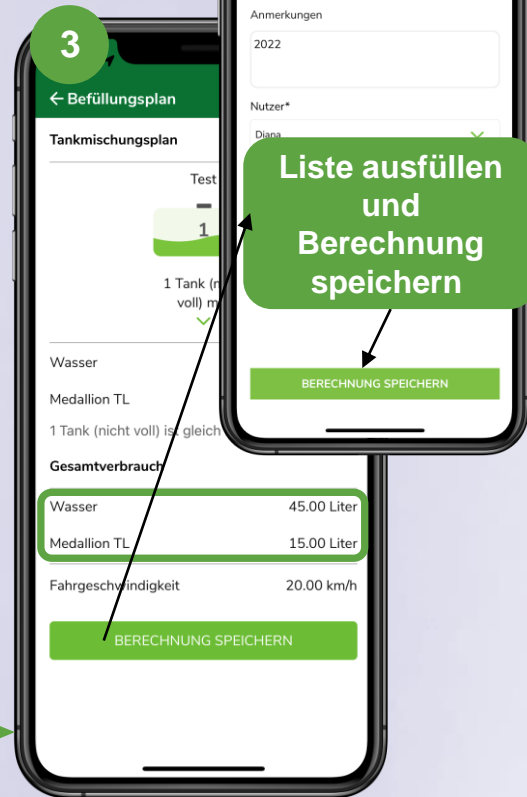 3
← Befüllungsplan
Tankmischungsplan
Test
1
1 Tank
voll)
Wasser
Medallion TL
1 Tank (nicht voll) ist gleich
Gesamtverbrauch
Wasser 45.00 Liter
Medallion TL 15.00 Liter
Fahrgeschwindigkeit 20.00 km/h
BERECHNUNG SPEICHERN
Anmerkungen
2022
Nutzer*
Diana
Liste ausfüllen
und
Berechnung
speichern
BERECHNUNG SPEICHERN